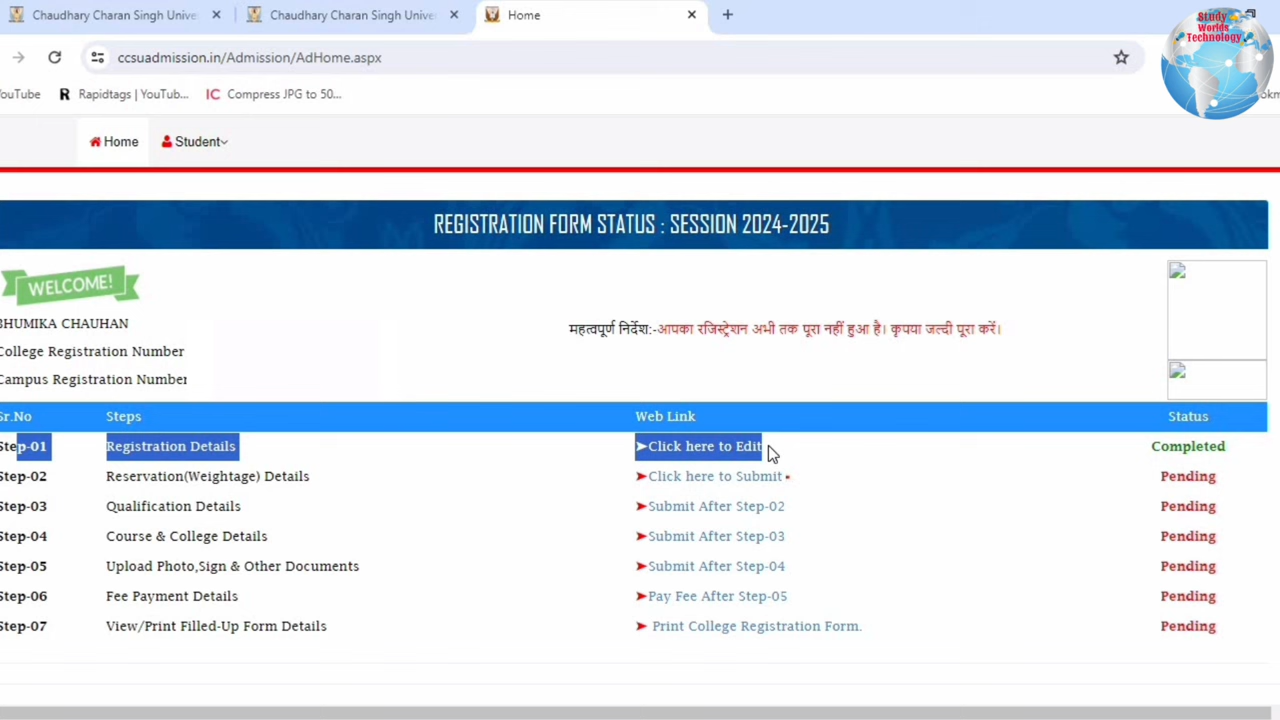 Chaudhary Charan Singh Unive
Chaudhary Charan Singh Unive
Home
Study
Worlds
Technology
ccsuadmission.in/Admission/AdHome.aspx
ouTube
Rapidtags | YouTub...
IC Compress JPG to 50...
Home
Student
REGISTRATION FORM STATUS : SESSION 2024-2025
WELCOME!
BHUMIKA CHAUHAN
महत्वपूर्ण निर्देश:-आपका रजिस्ट्रेशन अभी तक पूरा नहीं हुआ है। कृपया जल्दी पूरा करें।
College Registration Number
Campus Registration Number
Sr.No Steps Web Link Status
Step-01 Registration Details ➤Click here to Edit Completed
Step-02 Reservation(Weightage) Details ➤Click here to Submit Pending
Step-03 Qualification Details ➤Submit After Step-02 Pending
Step-04 Course & College Details ➤Submit After Step-03 Pending
Step-05 Upload Photo,Sign & Other Documents ➤Submit After Step-04 Pending
Step-06 Fee Payment Details ➤Pay Fee After Step-05 Pending
Step-07 View/Print Filled-Up Form Details ➤ Print College Registration Form. Pending